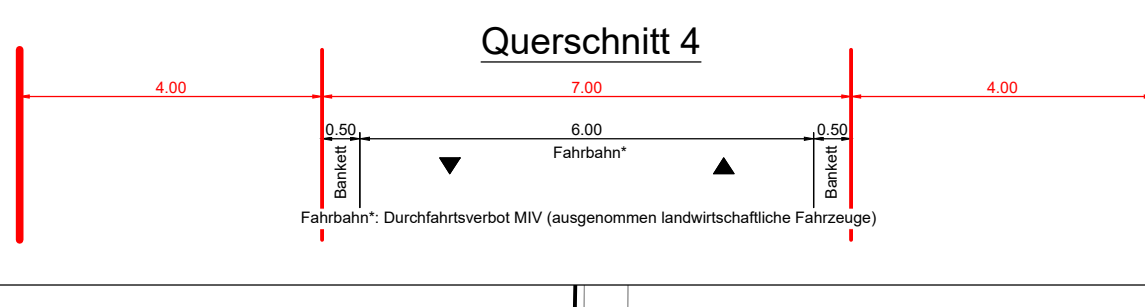 Querschnitt 4
4.00
7.00
4.00
0.50
6.00
0.50
Bankett
Fahrbahn*
Bankett
Fahrbahn*: Durchfahrtsverbot MIV (ausgenommen landwirtschaftliche Fahrzeuge)